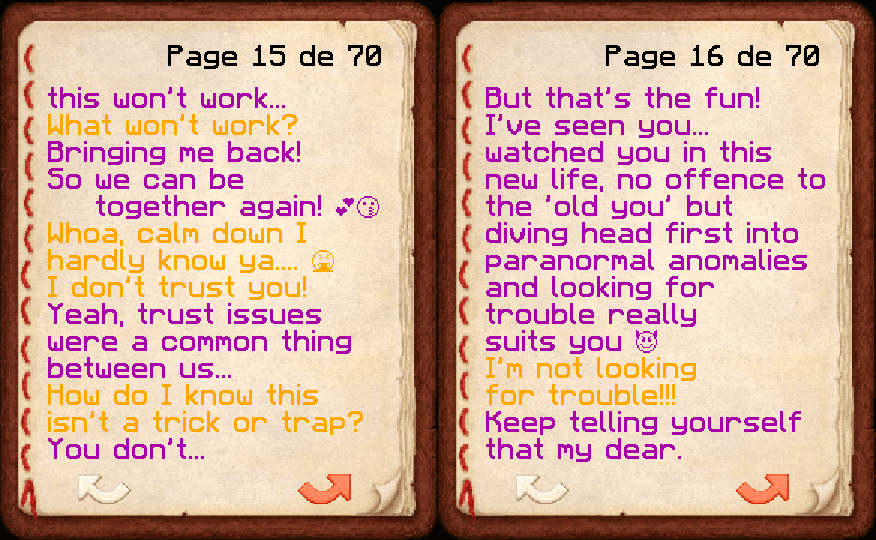 Page 15 de 70
this won't work...
What won't work?
Bringing me back!
So we can be
together again! 💕😗
Whoa, calm down I
hardly know ya.... 🤮
I don't trust you!
Yeah, trust issues
were a common thing
between us...
How do I know this
isn't a trick or trap?
You don't...
Page 16 de 70
But that's the fun!
I've seen you...
watched you in this
new life, no offence to
the 'old you' but
diving head first into
paranormal anomalies
and looking for
trouble really
suits you 😈
I'm not looking
for trouble!!!
Keep telling yourself
that my dear.